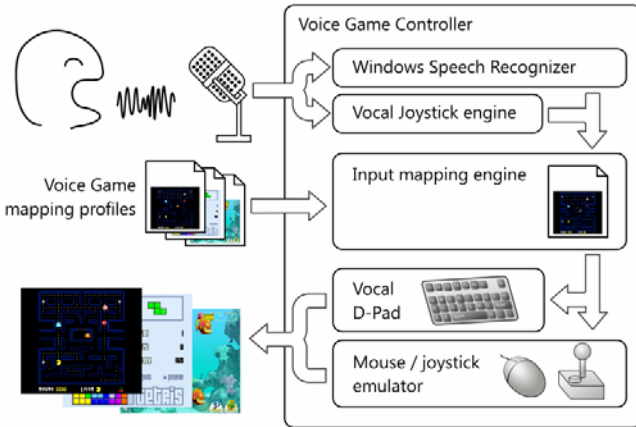 Voice Game Controller
Windows Speech Recognizer
Vocal Joystick engine
Voice Game
mapping profiles
Input mapping engine
Vocal
D-Pad
Mouse / joystick
emulator